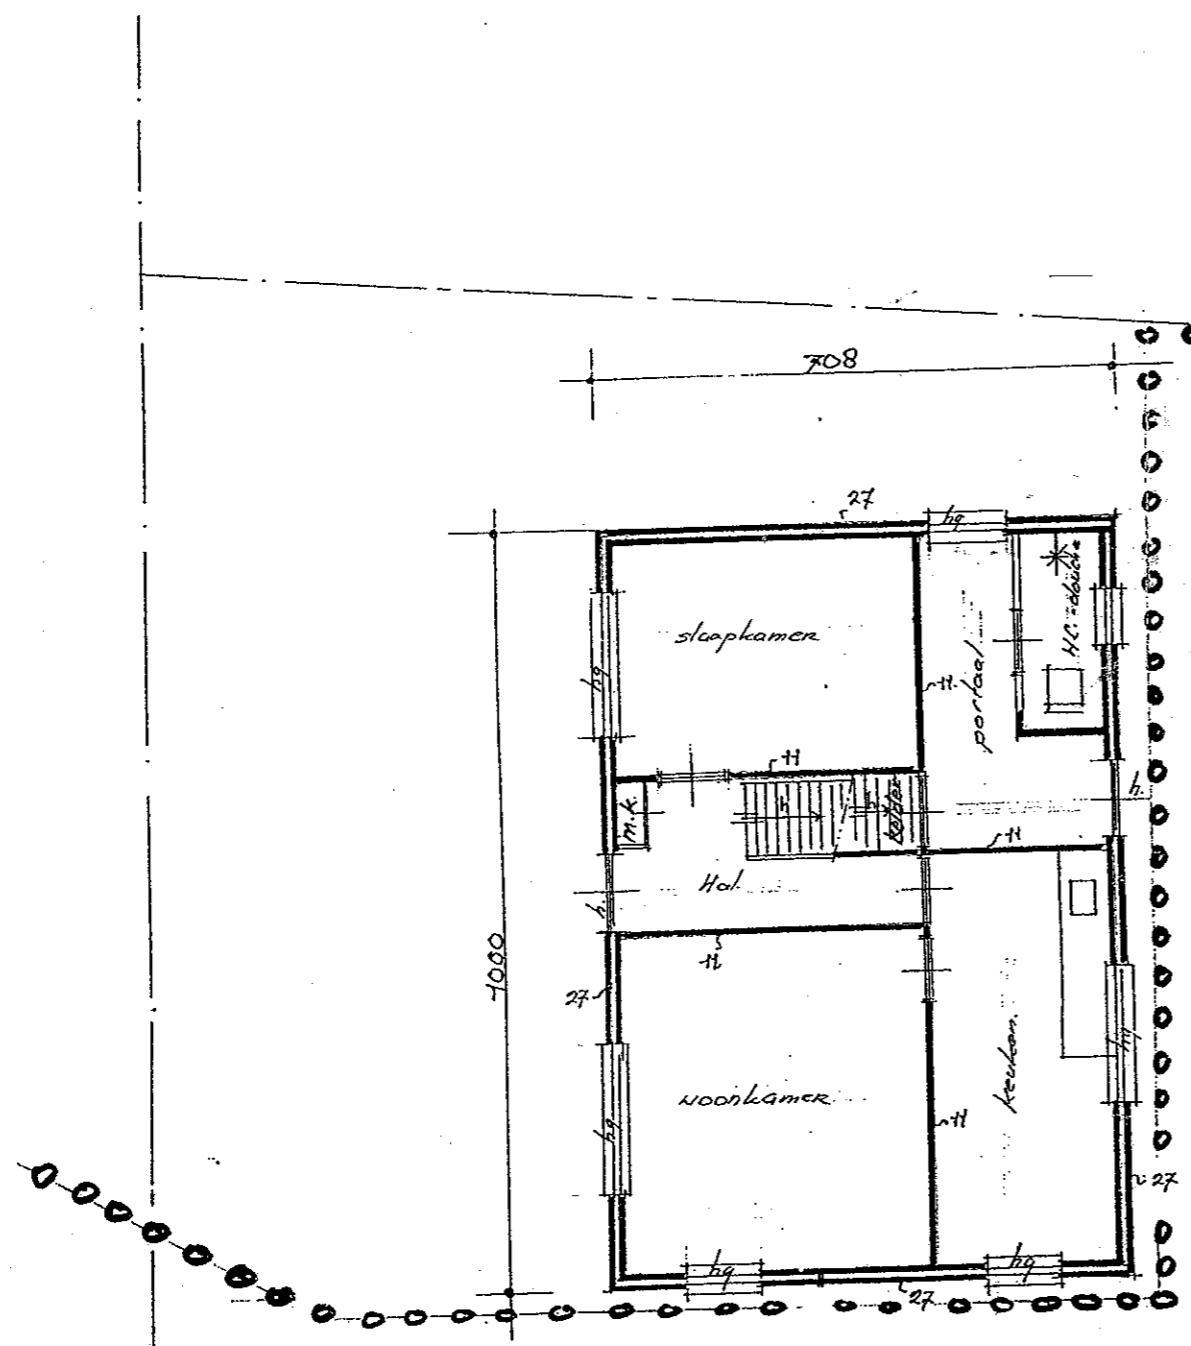 708
27
hg
slaapkamer
W.C.-douche
portaal
hg
11
11
m.k.
kelder
h.
11
Hal
h.
11
1000
27
woonkamer
keuken.
hg
hg
11
27
hg
hg
27